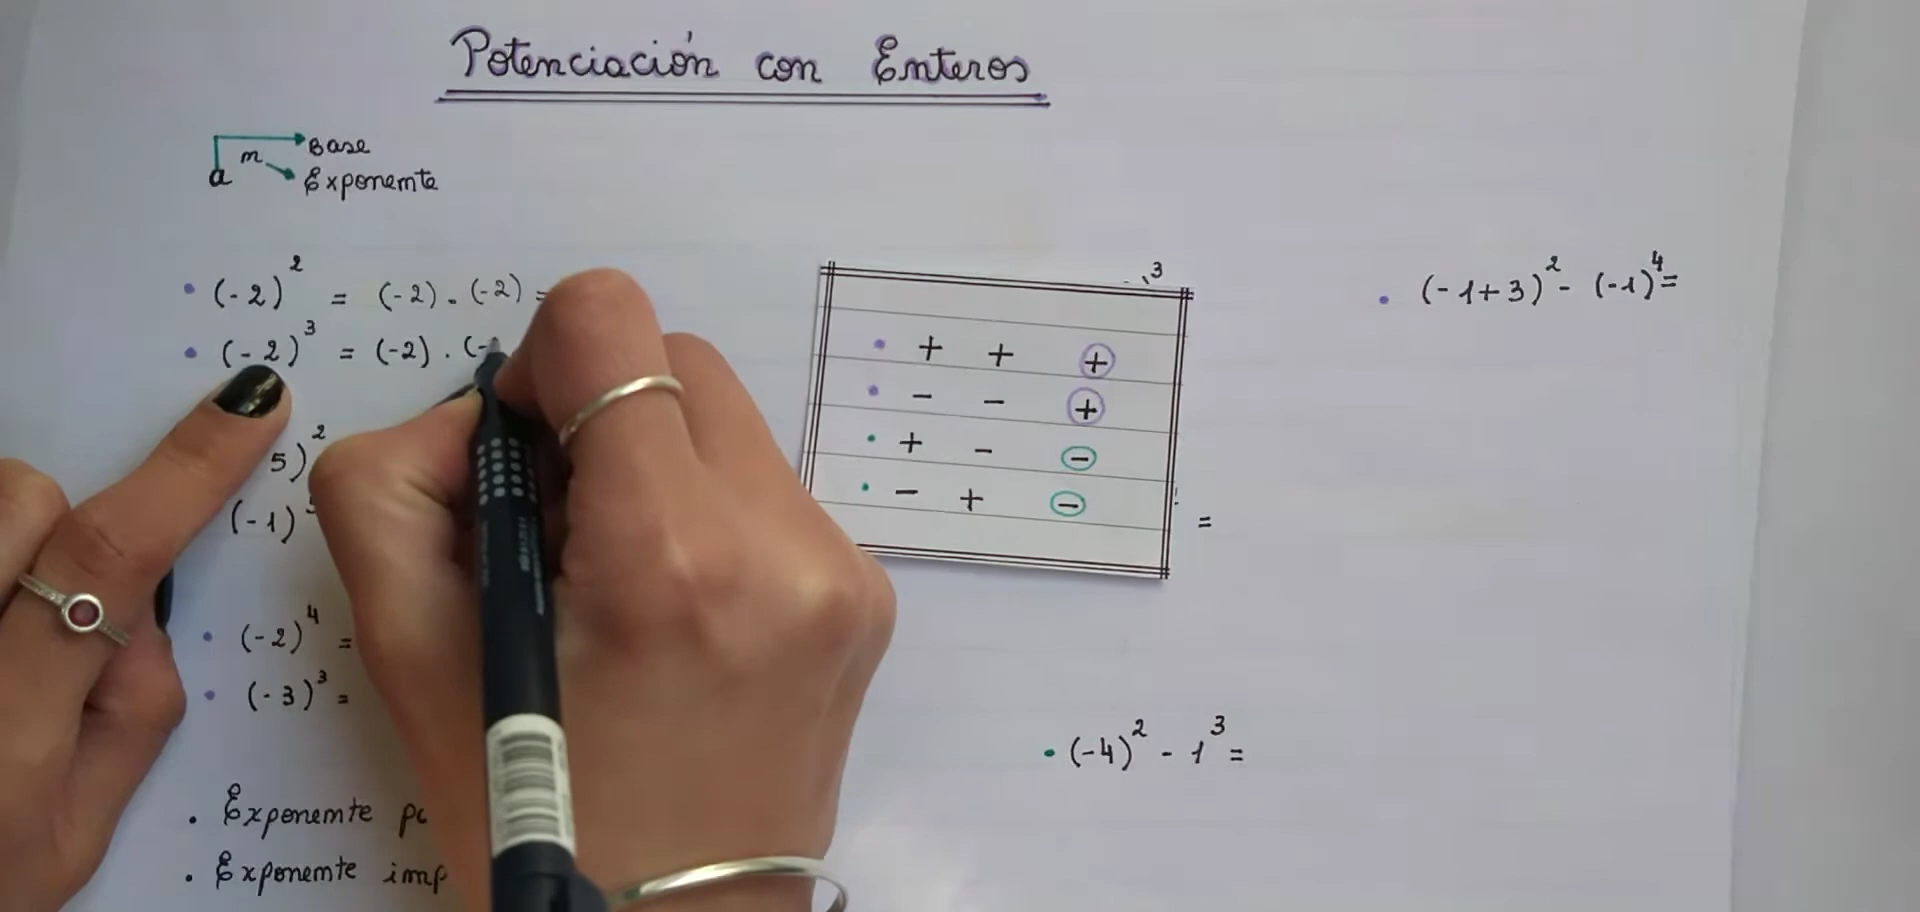 Potenciación con Enteros
Base
a^m Exponente
• (-2)^2 = (-2) . (-2) =
• (-2)^3 = (-2) . (-
5)^2
(-1)
• (-2)^4 =
• (-3)^3 =
. Exponente
. Exponente
3
• + + +
• - - +
• + - -
• - + -
=
• (-4)^2 - 1^3 =
• (-1+3)^2 - (-1)^4 =